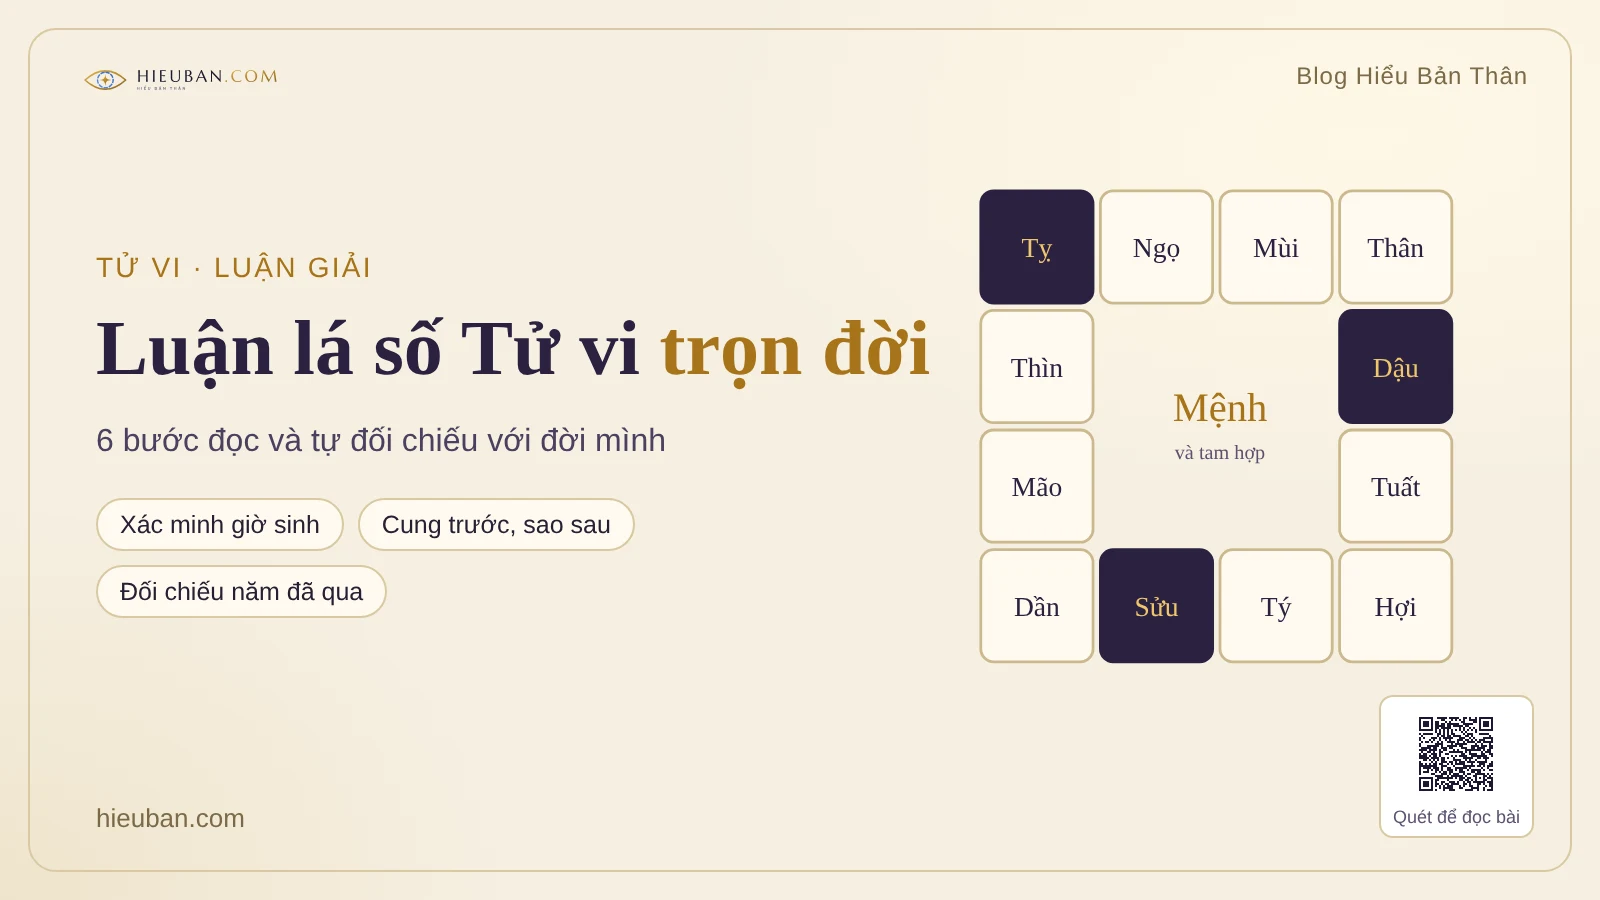 HIEUBAN.COM
HIỂU BẢN THÂN
Blog Hiểu Bản Thân
TỬ VI · LUẬN GIẢI
Luận lá số Tử vi trọn đời
6 bước đọc và tự đối chiếu với đời mình
Xác minh giờ sinh
Cung trước, sao sau
Đối chiếu năm đã qua
Tỵ
Ngọ
Mùi
Thân
Thìn
Dậu
Mệnh
và tam hợp
Mão
Tuất
Dần
Sửu
Tý
Hợi
Quét để đọc bài
hieuban.com